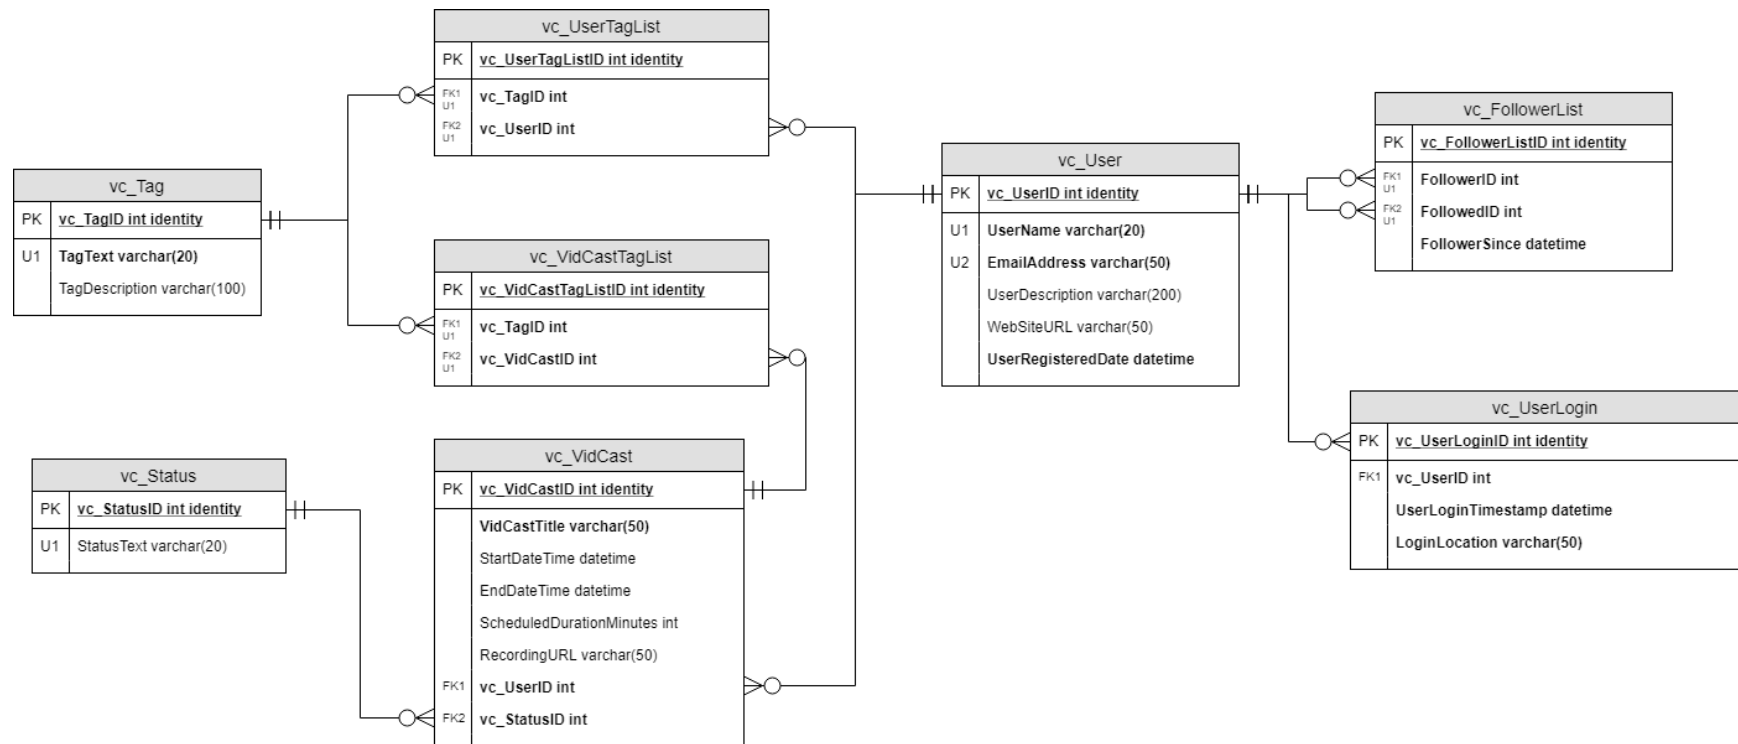 vc_UserTagList
PK vc_UserTagListID int identity
FK1 U1 vc_TagID int
FK2 U1 vc_UserID int
vc_Tag
PK vc_TagID int identity
U1 TagText varchar(20)
TagDescription varchar(100)
vc_VidCastTagList
PK vc_VidCastTagListID int identity
FK1 U1 vc_TagID int
FK2 U1 vc_VidCastID int
vc_Status
PK vc_StatusID int identity
U1 StatusText varchar(20)
vc_VidCast
PK vc_VidCastID int identity
VidCastTitle varchar(50)
StartDateTime datetime
EndDateTime datetime
ScheduledDurationMinutes int
RecordingURL varchar(50)
FK1 vc_UserID int
FK2 vc_StatusID int
vc_User
PK vc_UserID int identity
U1 UserName varchar(20)
U2 EmailAddress varchar(50)
UserDescription varchar(200)
WebSiteURL varchar(50)
UserRegisteredDate datetime
vc_FollowerList
PK vc_FollowerListID int identity
FK1 U1 FollowerID int
FK2 U1 FollowedID int
FollowerSince datetime
vc_UserLogin
PK vc_UserLoginID int identity
FK1 vc_UserID int
UserLoginTimestamp datetime
LoginLocation varchar(50)